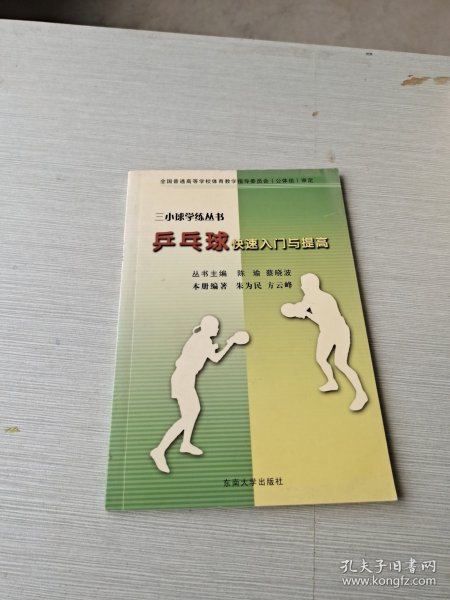 全国普通高等学校体育教学指导委员会（公体组）审定
三小球学练丛书
乒乓球快速入门与提高
丛书主编 陈 瑜 蔡晓波
本册编著 朱为民 方云峰
东南大学出版社
孔夫子旧书网
www.kongfz.com